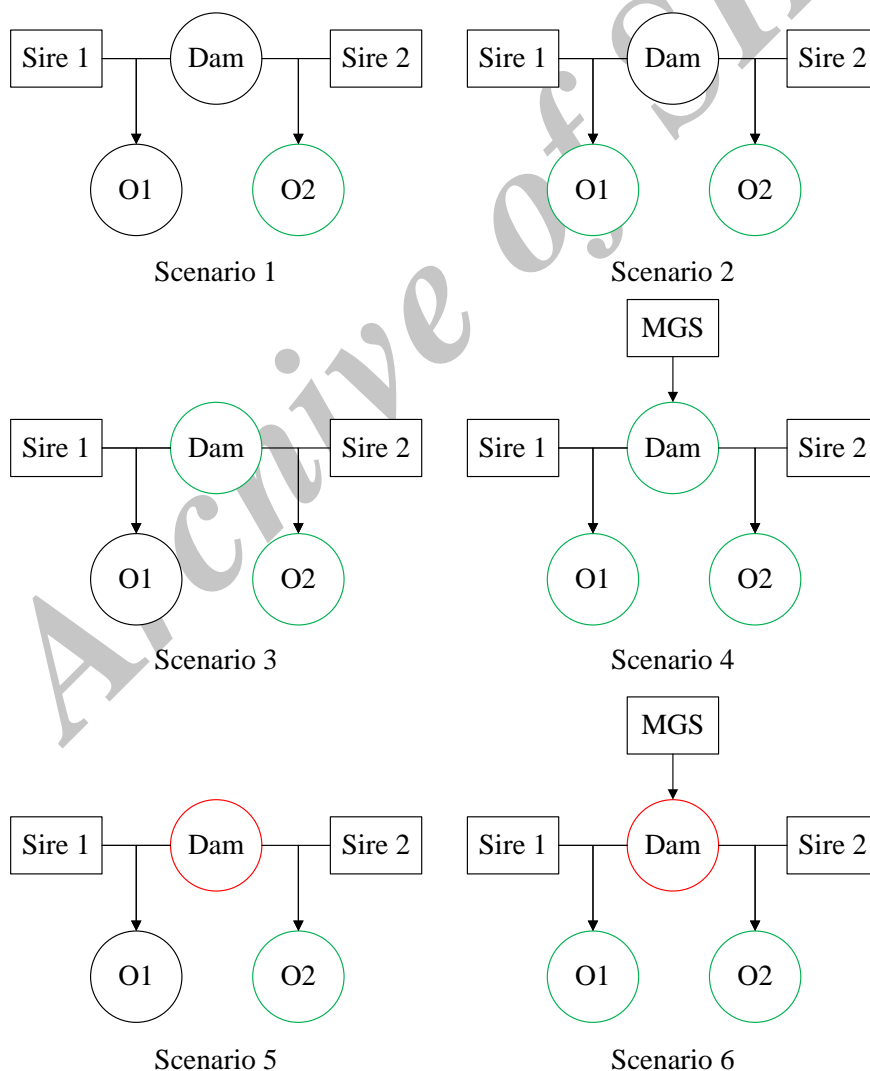 Sire 1 Dam Sire 2
O1 O2
Scenario 1
Sire 1 Dam Sire 2
O1 O2
Scenario 2
Sire 1 Dam Sire 2
O1 O2
Scenario 3
MGS
Sire 1 Dam Sire 2
O1 O2
Scenario 4
Sire 1 Dam Sire 2
O1 O2
Scenario 5
MGS
Sire 1 Dam Sire 2
O1 O2
Scenario 6
Archive of